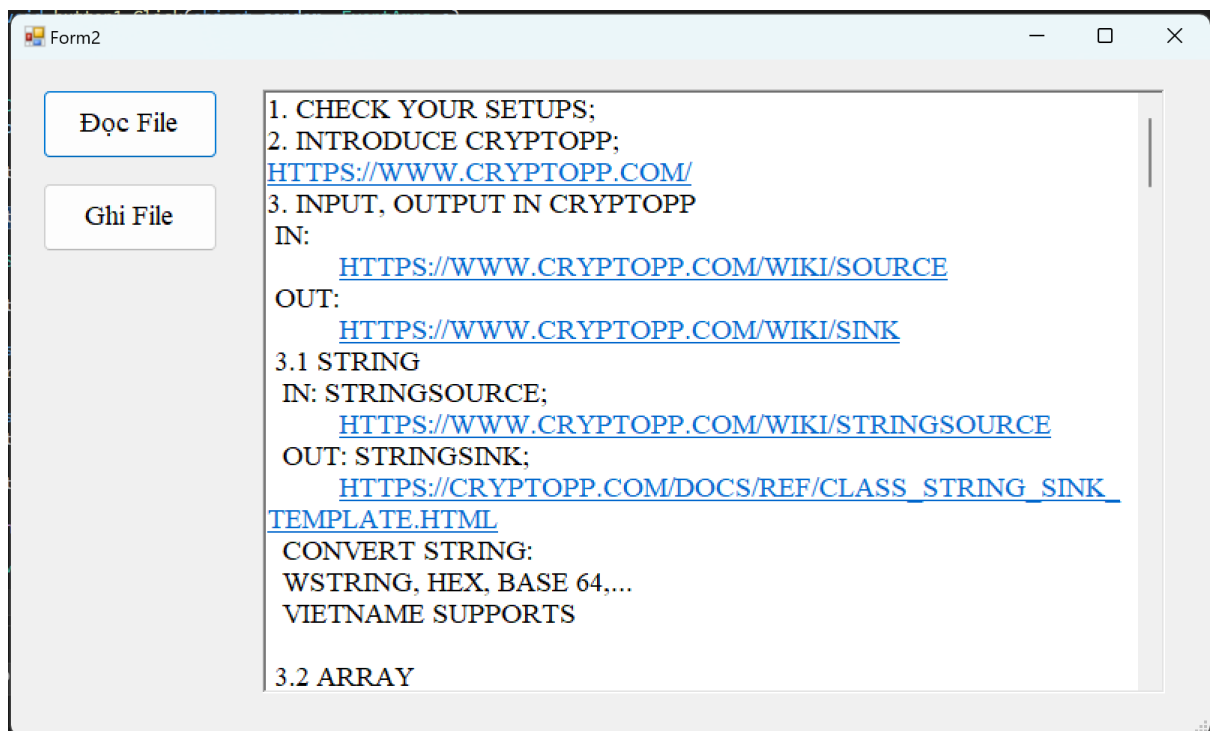 Form2
Đọc File
Ghi File
1. CHECK YOUR SETUPS;
2. INTRODUCE CRYPTOPP;
HTTPS://WWW.CRYPTOPP.COM/
3. INPUT, OUTPUT IN CRYPTOPP
IN:
HTTPS://WWW.CRYPTOPP.COM/WIKI/SOURCE
OUT:
HTTPS://WWW.CRYPTOPP.COM/WIKI/SINK
3.1 STRING
IN: STRINGSOURCE;
HTTPS://WWW.CRYPTOPP.COM/WIKI/STRINGSOURCE
OUT: STRINGSINK;
HTTPS://CRYPTOPP.COM/DOCS/REF/CLASS_STRING_SINK_
TEMPLATE.HTML
CONVERT STRING:
WSTRING, HEX, BASE 64,...
VIETNAME SUPPORTS
3.2 ARRAY